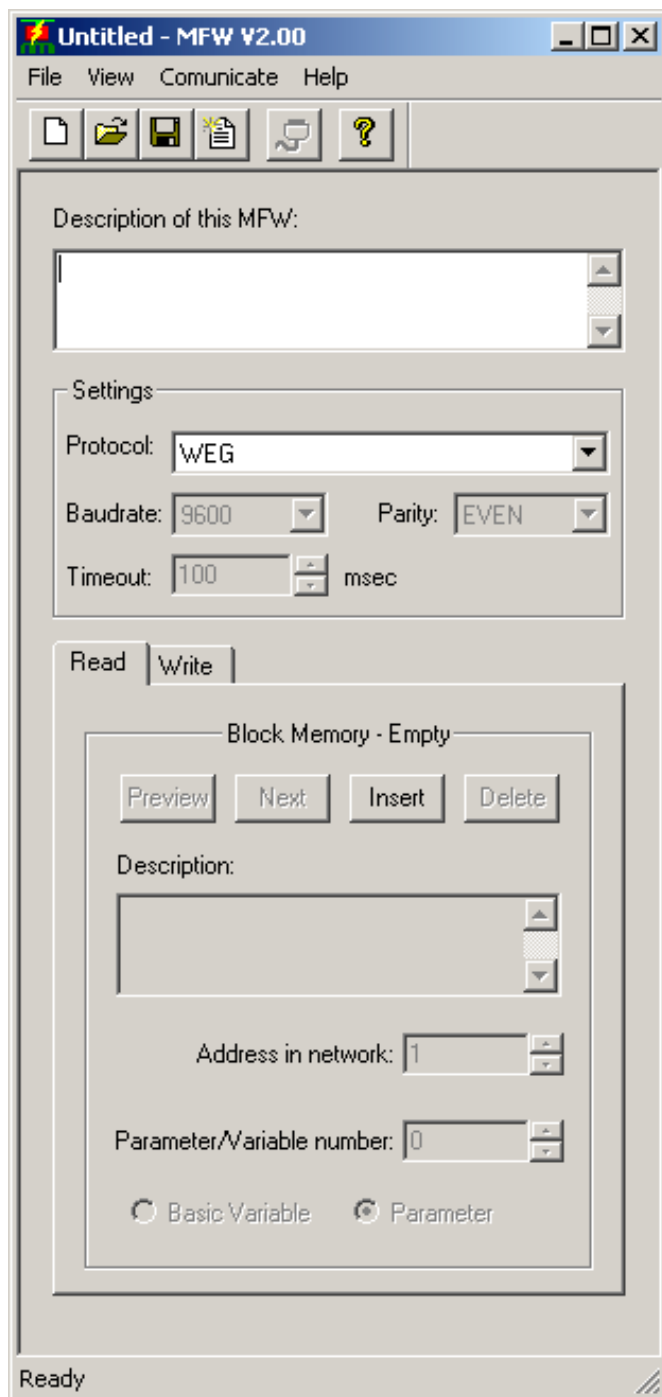 Untitled - MFW V2.00
File View Comunicate Help
Description of this MFW:
Settings
Protocol: WEG
Baudrate: 9600 Parity: EVEN
Timeout: 100 msec
Read Write
Block Memory - Empty
Preview Next Insert Delete
Description:
Address in network: 1
Parameter/Variable number: 0
Basic Variable Parameter
Ready